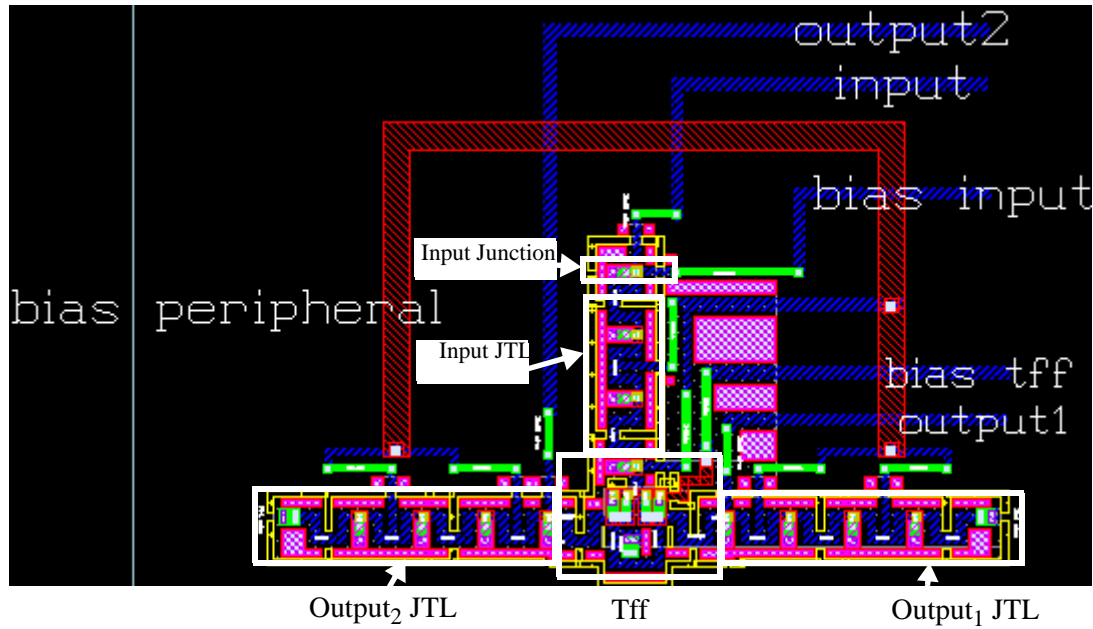 output2
input
bias input
Input Junction
bias peripheral
Input JTL
bias tff
output1
Output2 JTL
Tff
Output1 JTL